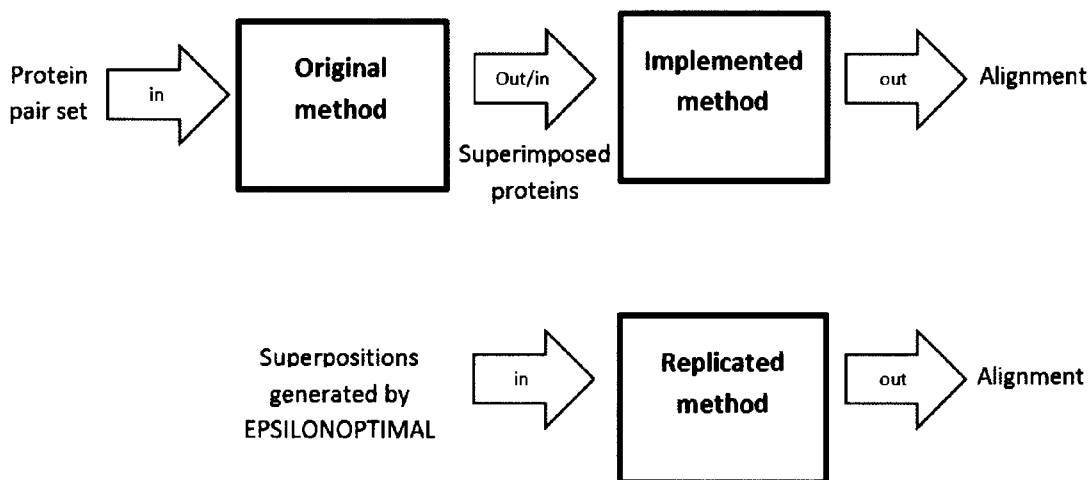 Protein
pair set
in
Original
method
Out/in
Superimposed
proteins
Implemented
method
out
Alignment
Superpositions
generated by
EPSILONOPTIMAL
in
Replicated
method
out
Alignment